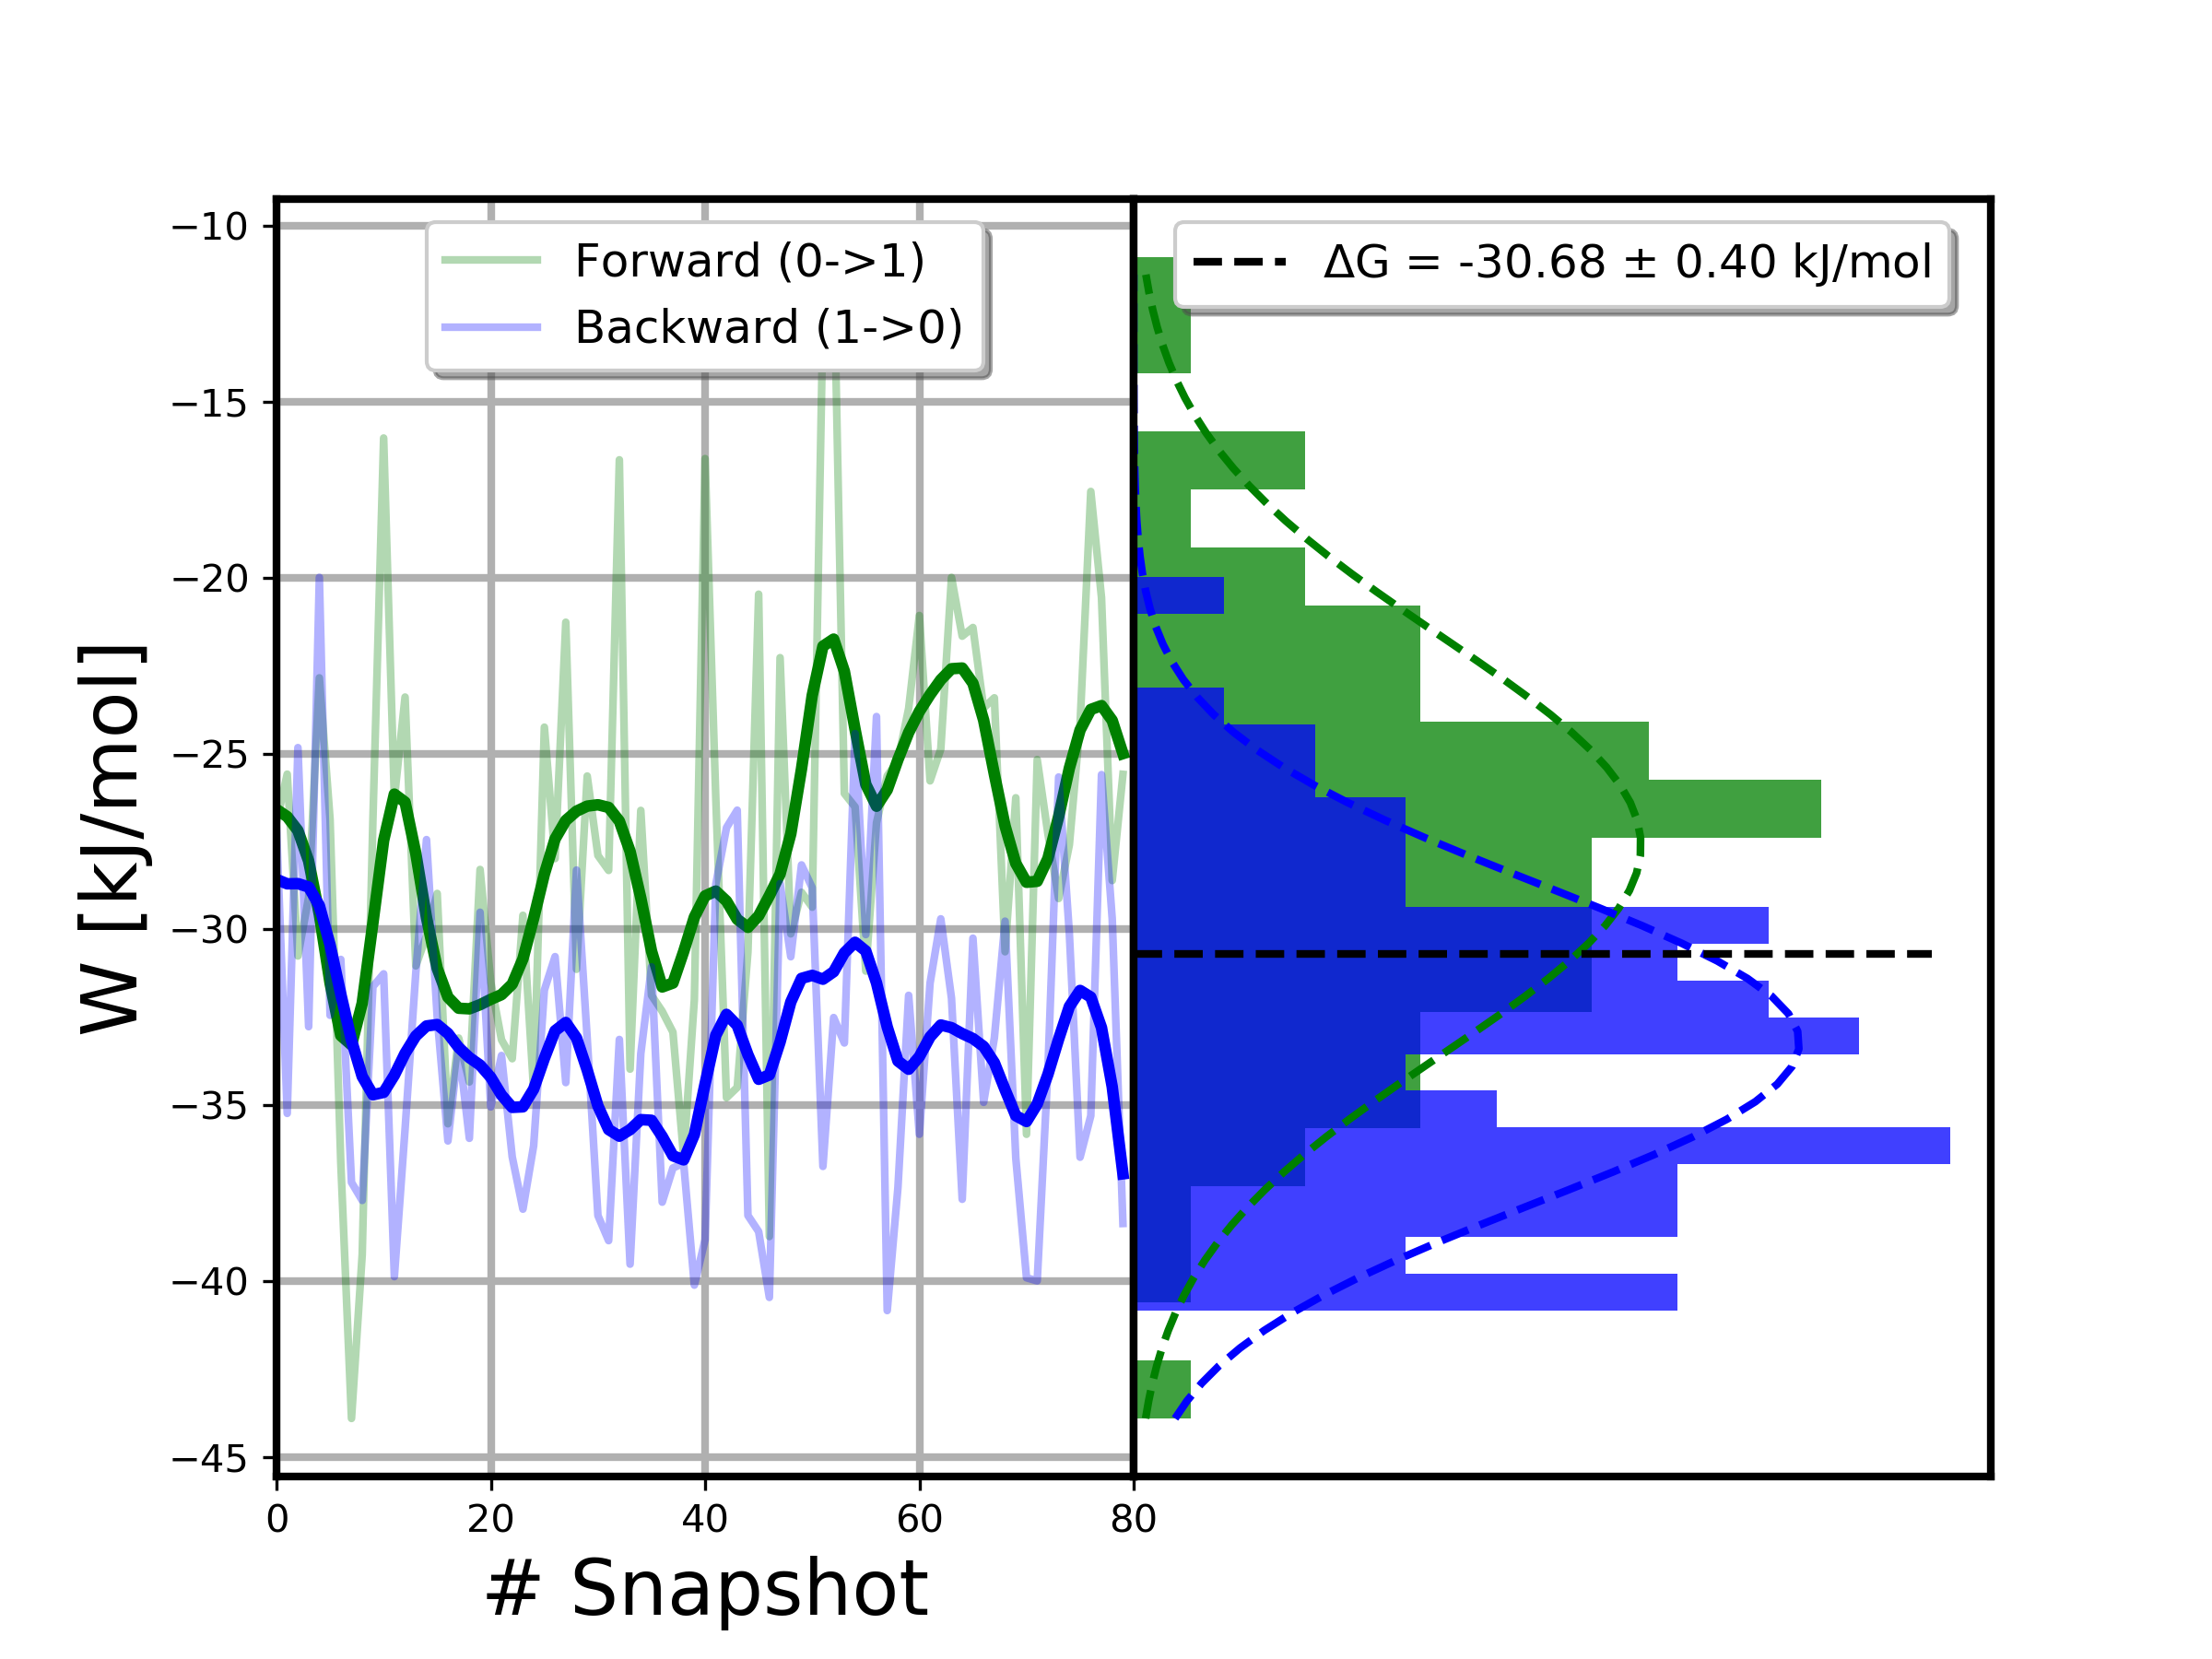 Forward (0->1)
Backward (1->0)
ΔG = -30.68 ± 0.40 kJ/mol
W [kJ/mol]
−10
−15
−20
−25
−30
−35
−40
−45
0 20 40 60 80
# Snapshot